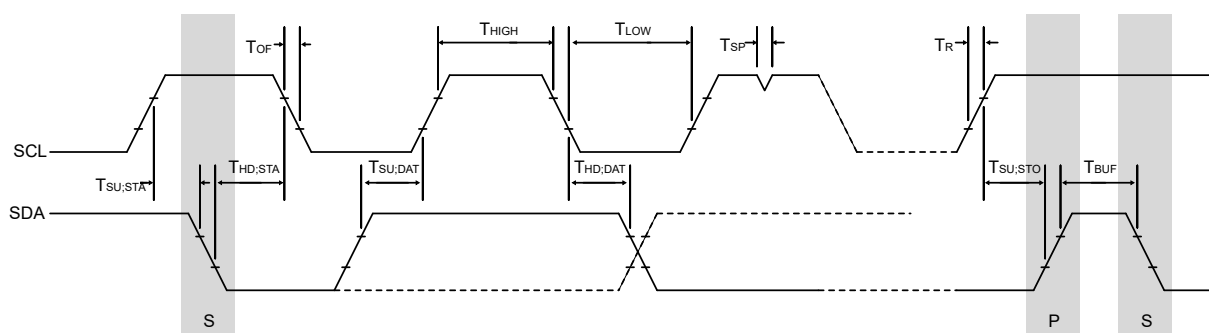 THIGH
TLOW
TOF
TSP
TR
SCL
THD;STA
TSU;DAT
THD;DAT
TSU;STO
TBUF
TSU;STA
SDA
S
P
S